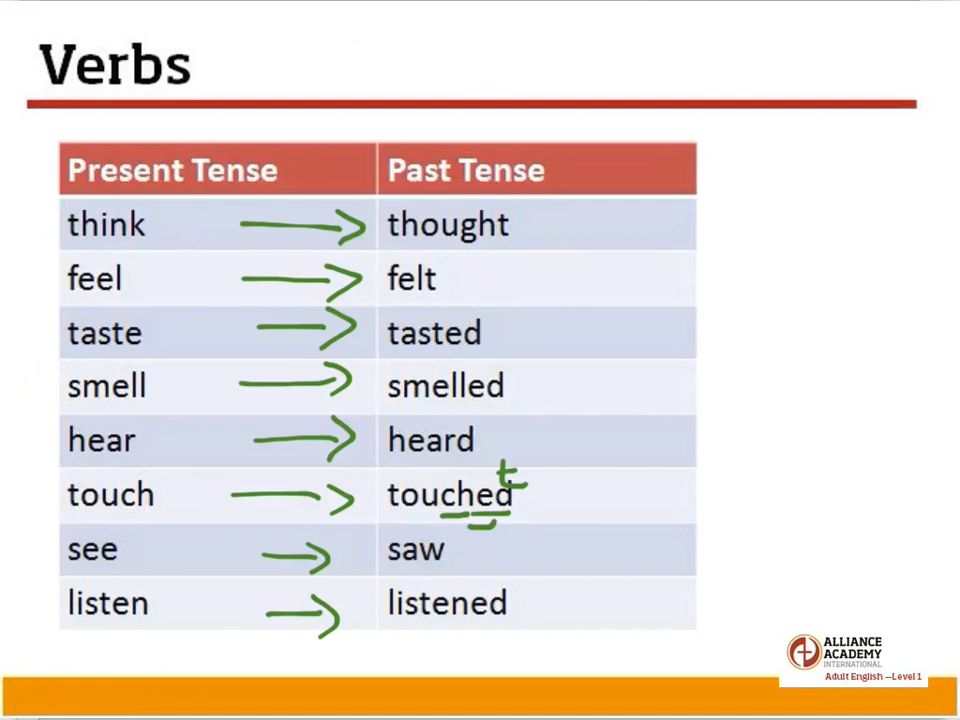 Verbs
Present Tense Past Tense
think thought
feel felt
taste tasted
smell smelled
hear heard
t
touch touched
see saw
listen listened
ALLIANCE
ACADEMY
INTERNATIONAL
Adult English —Level 1